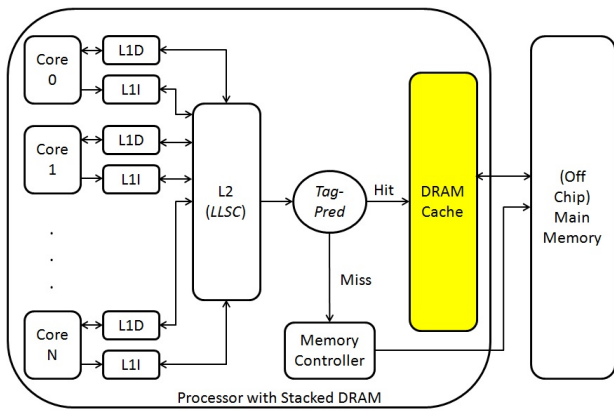 Core
0
L1D
L1I
Core
1
L1D
L1I
.
.
.
Core
N
L1D
L1I
L2
(LLSC)
Tag-
Pred
Hit
Miss
DRAM
Cache
Memory
Controller
(Off
Chip)
Main
Memory
Processor with Stacked DRAM